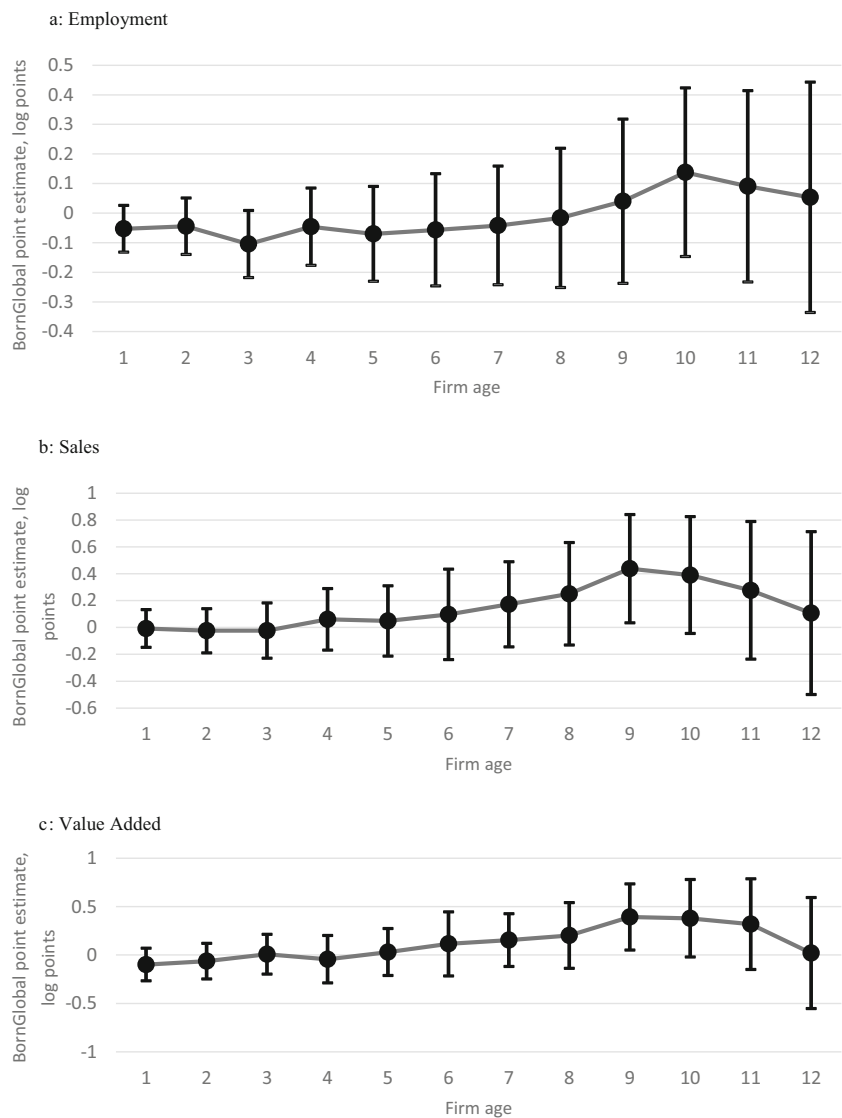 a: Employment
BornGlobal point estimate, log points
0.5
0.4
0.3
0.2
0.1
0
-0.1
-0.2
-0.3
-0.4
1 2 3 4 5 6 7 8 9 10 11 12
Firm age
b: Sales
BornGlobal point estimate, log
points
1
0.8
0.6
0.4
0.2
0
-0.2
-0.4
-0.6
1 2 3 4 5 6 7 8 9 10 11 12
Firm age
c: Value Added
BornGlobal point estimate,
log points
1
0.5
0
-0.5
-1
1 2 3 4 5 6 7 8 9 10 11 12
Firm age